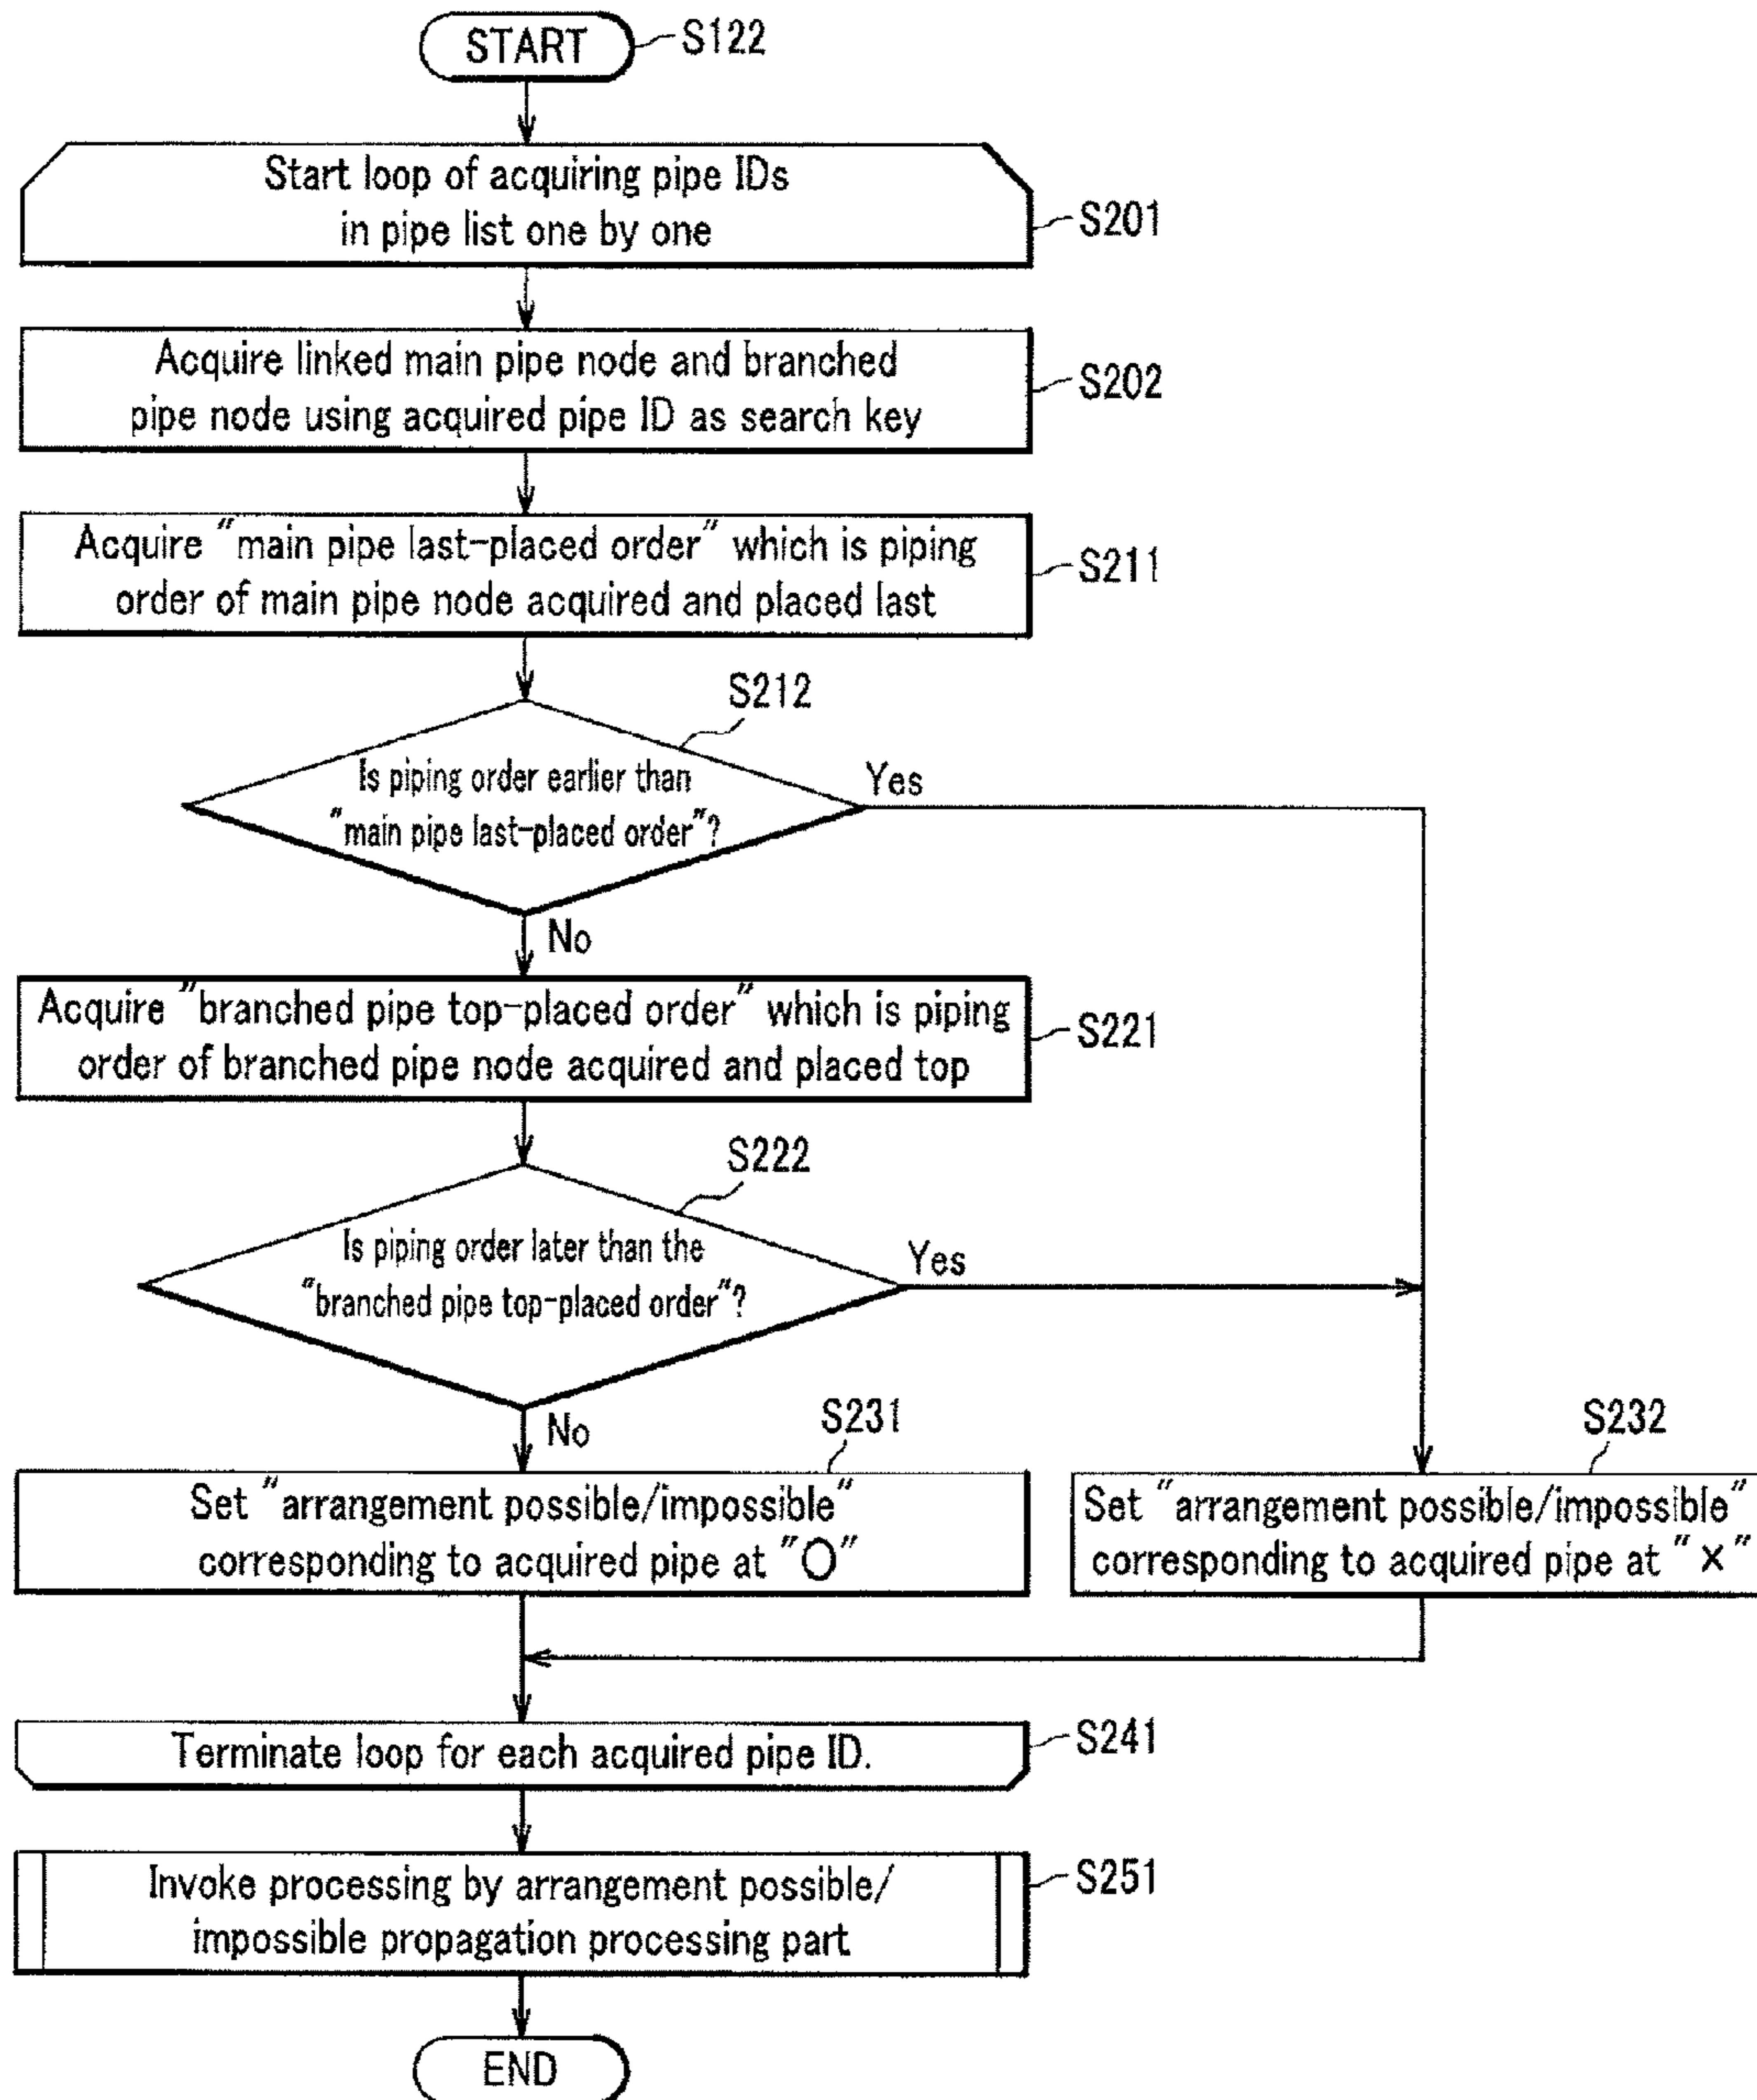 START
S122
Start loop of acquiring pipe IDs
in pipe list one by one
S201
Acquire linked main pipe node and branched
pipe node using acquired pipe ID as search key
S202
Acquire "main pipe last-placed order" which is piping
order of main pipe node acquired and placed last
S211
S212
Is piping order earlier than
"main pipe last-placed order"?
Yes
No
Acquire "branched pipe top-placed order" which is piping
order of branched pipe node acquired and placed top
S221
S222
Is piping order later than the
"branched pipe top-placed order"?
Yes
No
S231
Set "arrangement possible/impossible"
corresponding to acquired pipe at "○"
S232
Set "arrangement possible/impossible"
corresponding to acquired pipe at "×"
Terminate loop for each acquired pipe ID.
S241
Invoke processing by arrangement possible/
impossible propagation processing part
S251
END